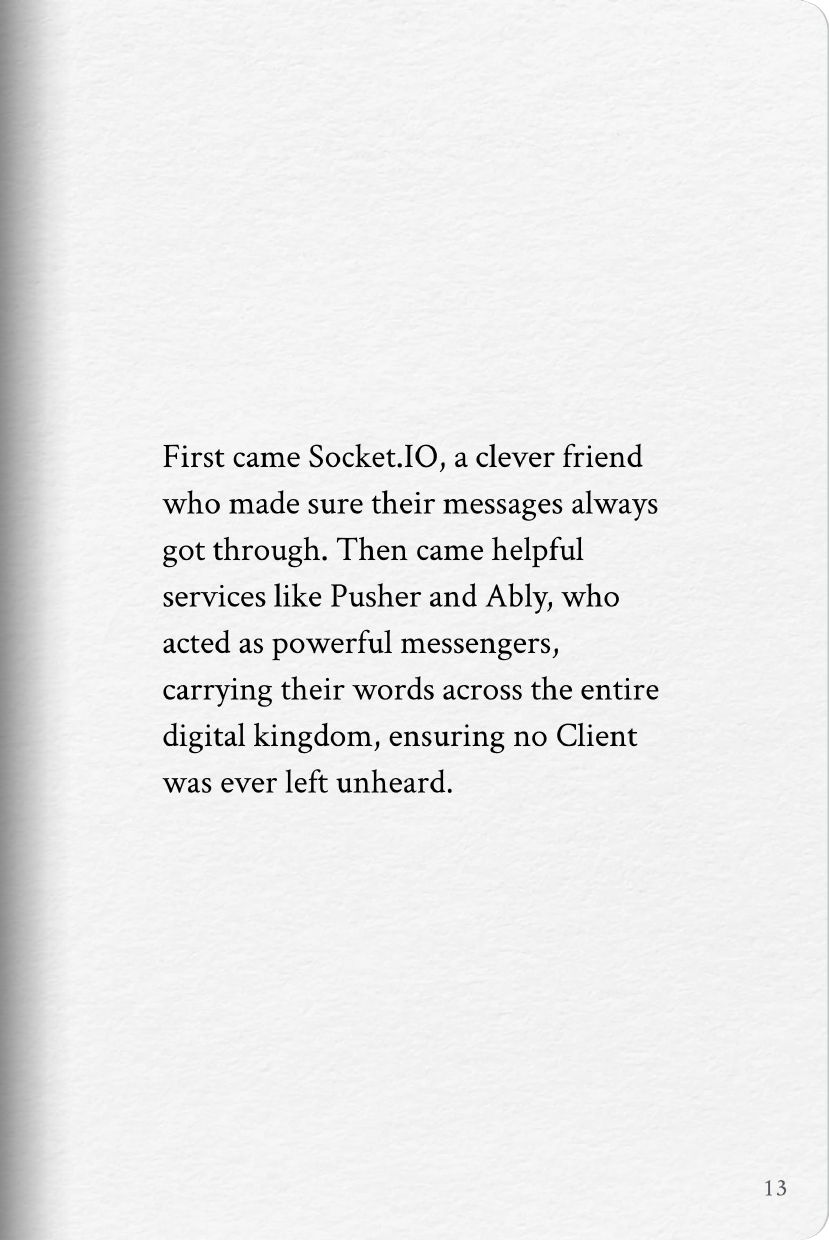 First came Socket.IO, a clever friend
who made sure their messages always
got through. Then came helpful
services like Pusher and Ably, who
acted as powerful messengers,
carrying their words across the entire
digital kingdom, ensuring no Client
was ever left unheard.
13